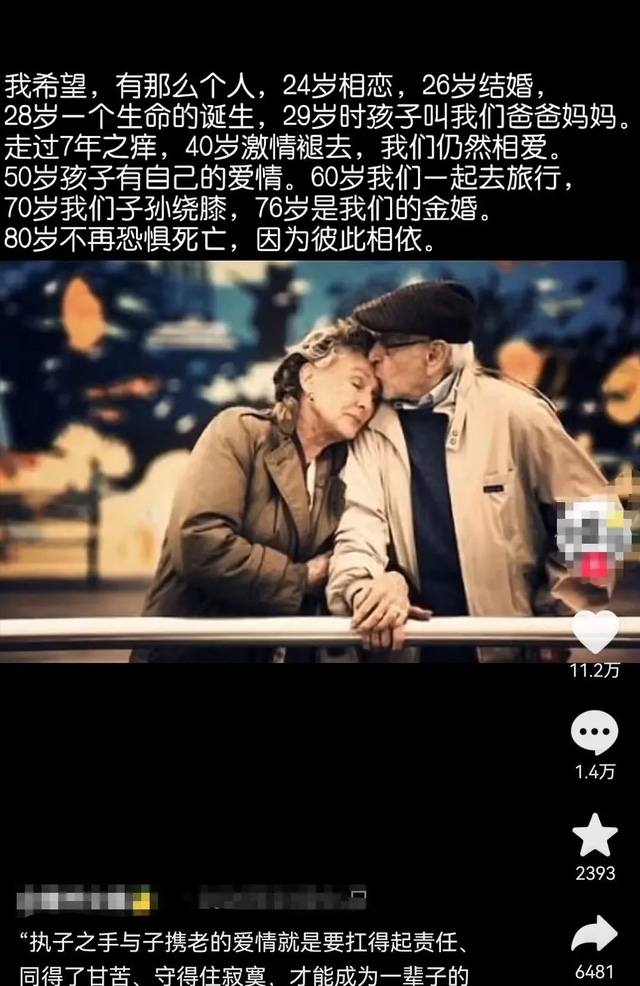 我希望，有那么个人，24岁相恋，26岁结婚，
28岁一个生命的诞生，29岁时孩子叫我们爸爸妈妈。
走过7年之痒，40岁激情褪去，我们仍然相爱。
50岁孩子有自己的爱情。60岁我们一起去旅行，
70岁我们子孙绕膝，76岁是我们的金婚。
80岁不再恐惧死亡，因为彼此相依。
11.2万
1.4万
2393
6481
“执子之手与子携老的爱情就是要扛得起责任、
同得了甘苦、守得住寂寞，才能成为一辈子的